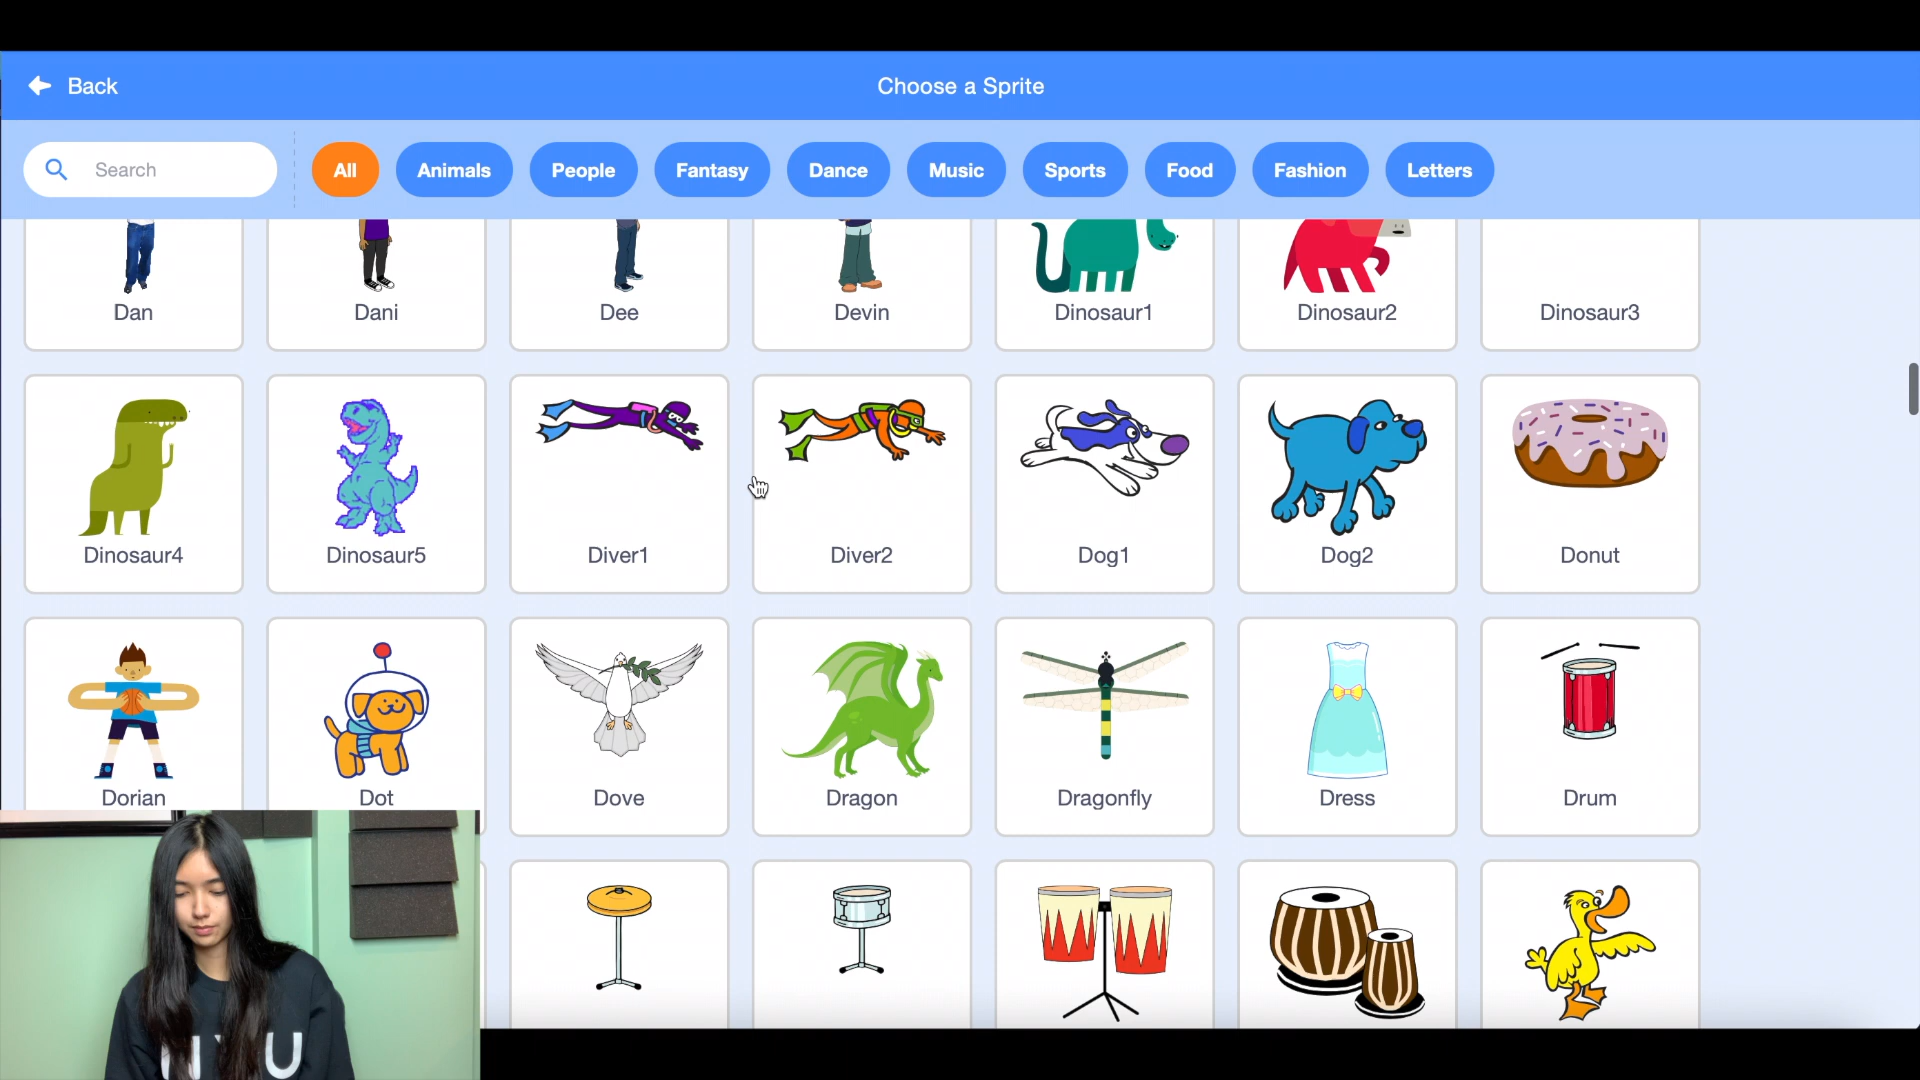 Back
Choose a Sprite
Search
All
Animals
People
Fantasy
Dance
Music
Sports
Food
Fashion
Letters
Dan
Dani
Dee
Devin
Dinosaur1
Dinosaur2
Dinosaur3
Dinosaur4
Dinosaur5
Diver1
Diver2
Dog1
Dog2
Donut
Dorian
Dot
Dove
Dragon
Dragonfly
Dress
Drum
NYU